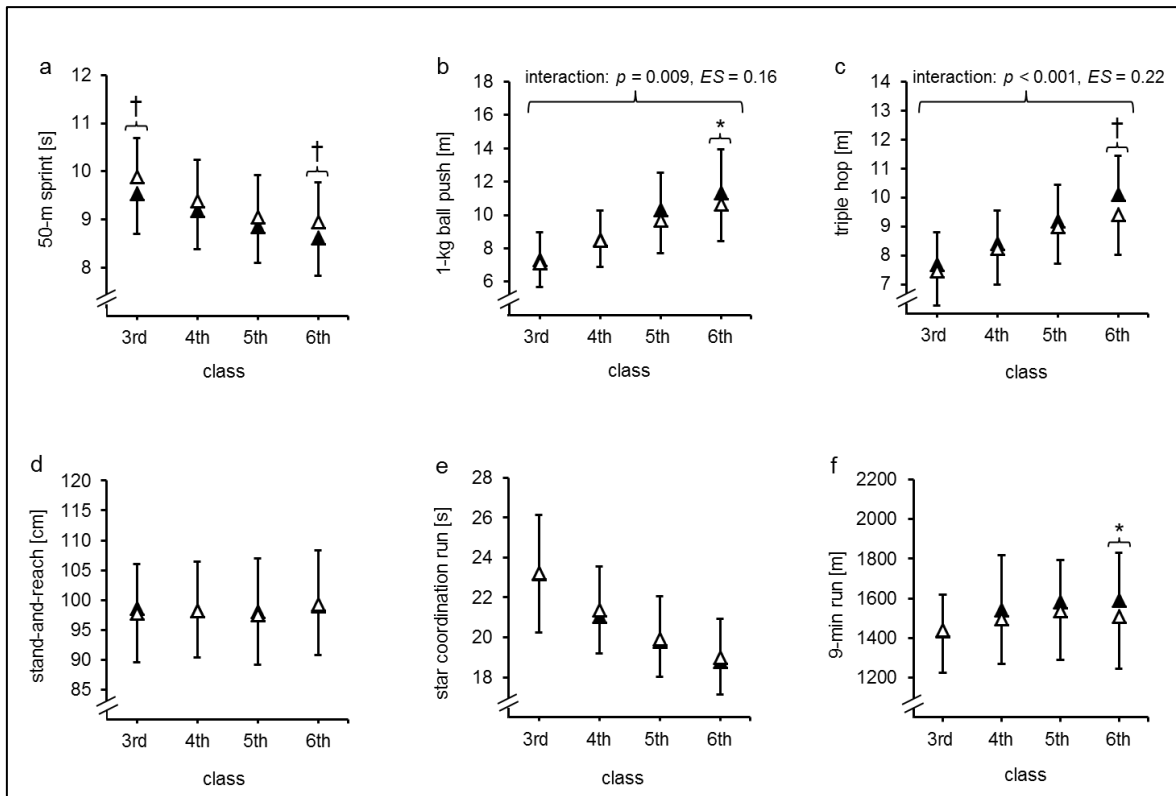 a
50-m sprint [s]
12
11
10
9
8
†
†
3rd 4th 5th 6th
class
b
interaction: p = 0.009, ES = 0.16
1-kg ball push [m]
18
16
14
12
10
8
6
*
3rd 4th 5th 6th
class
c
interaction: p < 0.001, ES = 0.22
triple hop [m]
14
13
12
11
10
9
8
7
†
3rd 4th 5th 6th
class
d
stand-and-reach [cm]
120
115
110
105
100
95
90
85
3rd 4th 5th 6th
class
e
star coordination run [s]
28
26
24
22
20
18
3rd 4th 5th 6th
class
f
9-min run [m]
2200
2000
1800
1600
1400
1200
*
3rd 4th 5th 6th
class